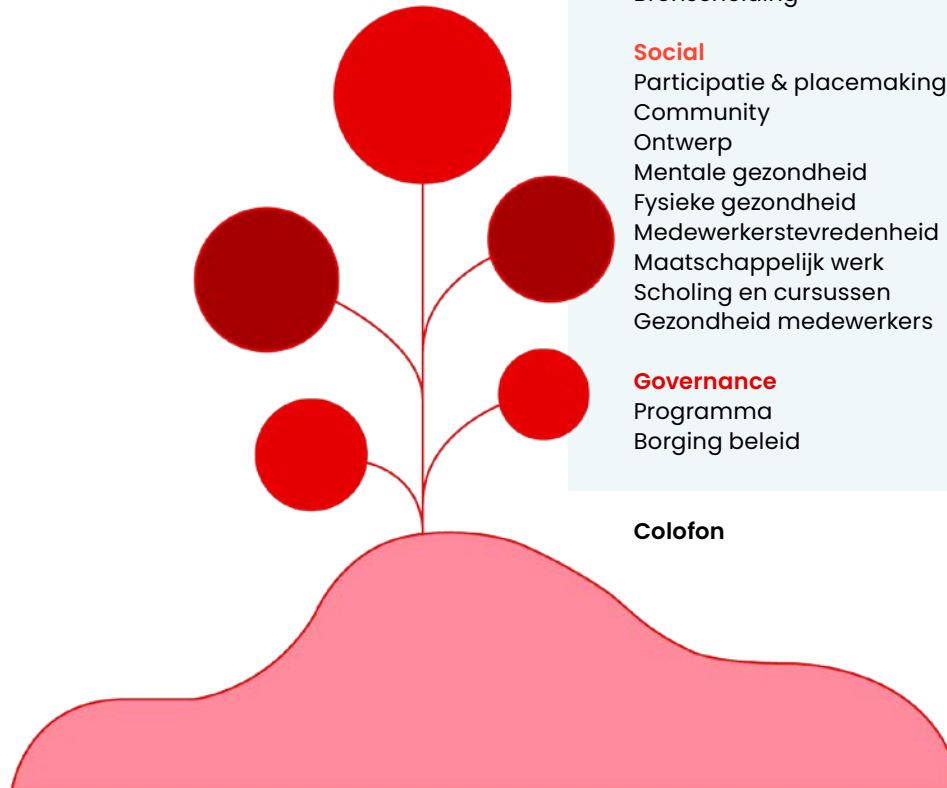 Social
Participatie & placemaking
Community
Ontwerp
Mentale gezondheid
Fysieke gezondheid
Medewerkerstevredenheid
Maatschappelijk werk
Scholing en cursussen
Gezondheid medewerkers
Governance
Programma
Borging beleid
Colofon